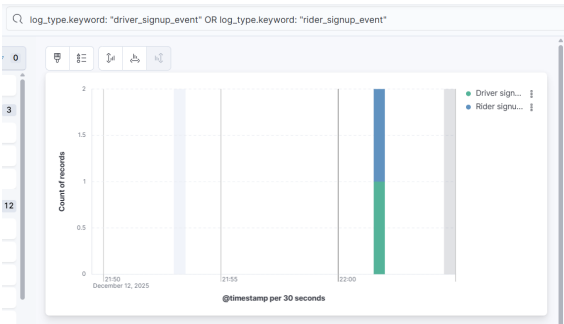 log_type.keyword: "driver_signup_event" OR log_type.keyword: "rider_signup_event"
0
3
12
2
1.5
1
0.5
0
Count of records
21:50
21:55
22:00
December 12, 2025
@timestamp per 30 seconds
Driver sign...
Rider signu...